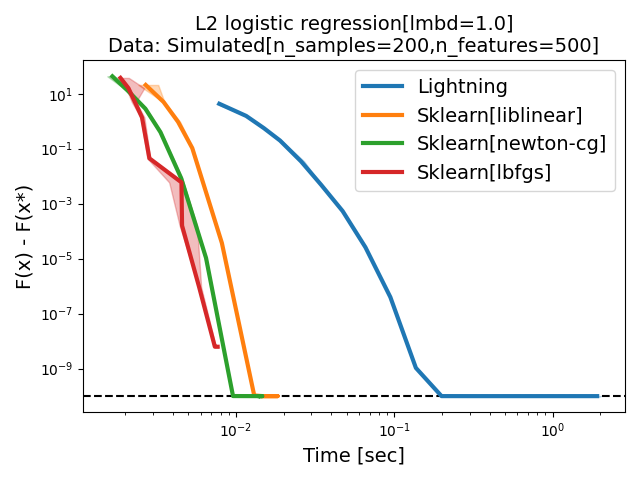 L2 logistic regression[lmbd=1.0]
Data: Simulated[n_samples=200,n_features=500]
F(x) - F(x*)
10^1
10^-1
10^-3
10^-5
10^-7
10^-9
Lightning
Sklearn[liblinear]
Sklearn[newton-cg]
Sklearn[lbfgs]
10^-2 10^-1 10^0
Time [sec]